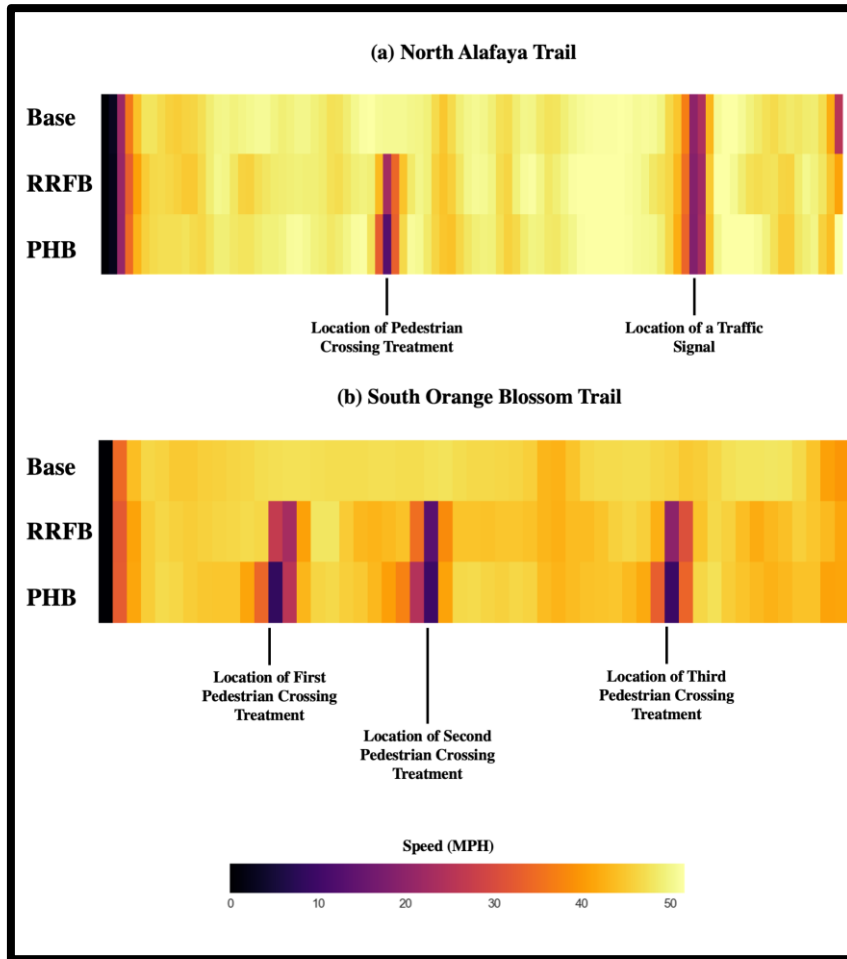 (a) North Alafaya Trail
Base
RRFB
PHB
Location of Pedestrian
Crossing Treatment
Location of a Traffic
Signal
(b) South Orange Blossom Trail
Base
RRFB
PHB
Location of First
Pedestrian Crossing
Treatment
Location of Second
Pedestrian Crossing
Treatment
Location of Third
Pedestrian Crossing
Treatment
Speed (MPH)
0 10 20 30 40 50